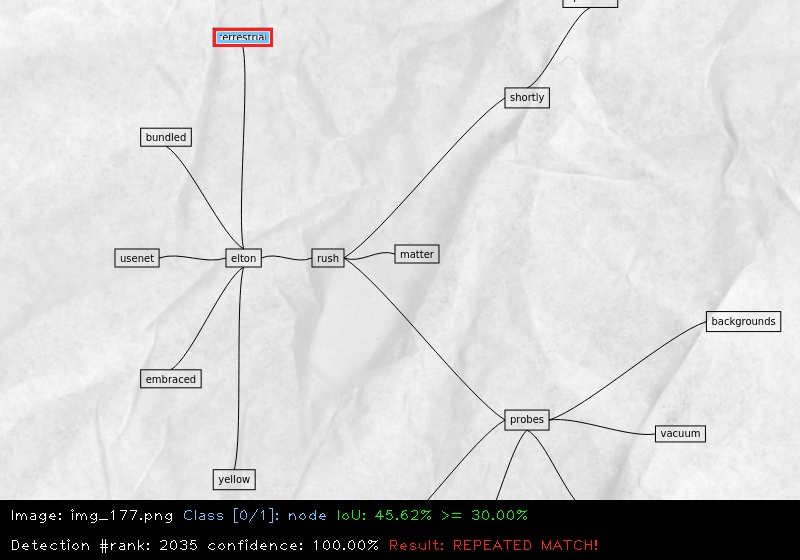 terrestrial
shortly
bundled
usenet
elton
rush
matter
backgrounds
embraced
probes
vacuum
yellow
Image: img_177.png Class [0/1]: node IoU: 45.62% >= 30.00%
Detection #rank: 2035 confidence: 100.00% Result: REPEATED MATCH!